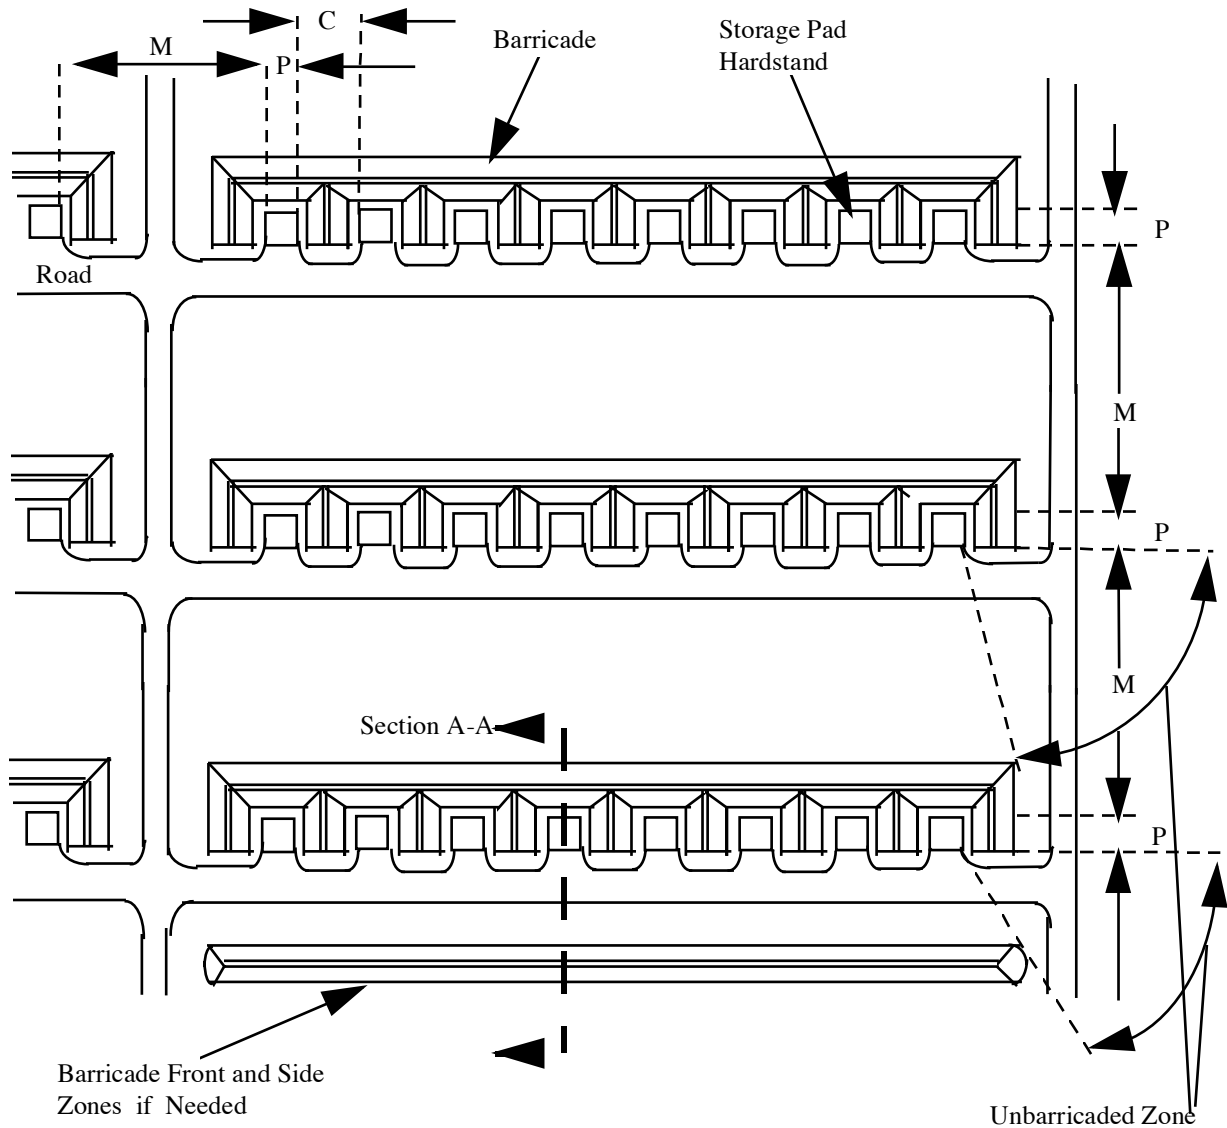 C
M
P
Barricade
Storage Pad
Hardstand
P
Road
M
P
M
Section A-A
P
Barricade Front and Side
Zones if Needed
Unbarricaded Zone